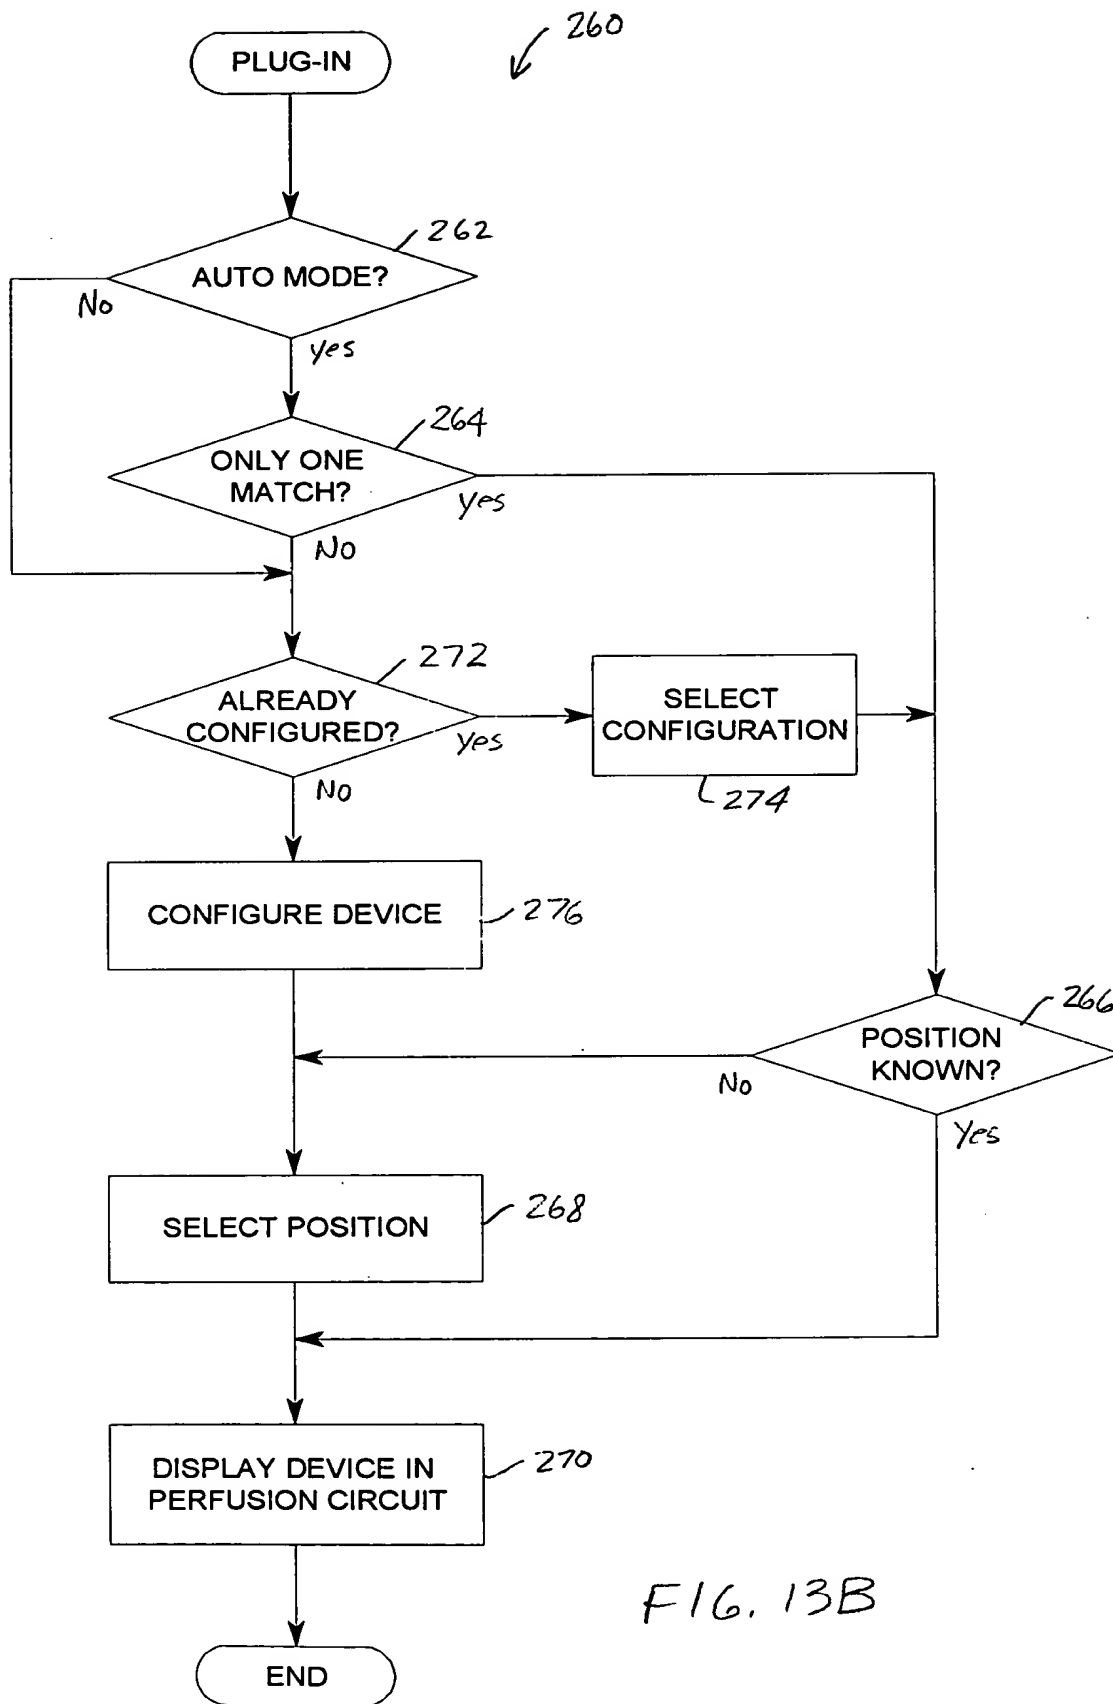 PLUG-IN
260
262
AUTO MODE?
No
yes
264
ONLY ONE
MATCH?
yes
No
272
ALREADY
CONFIGURED?
yes
SELECT
CONFIGURATION
274
No
CONFIGURE DEVICE
276
266
POSITION
KNOWN?
No
Yes
SELECT POSITION
268
DISPLAY DEVICE IN
PERFUSION CIRCUIT
270
FIG. 13B
END